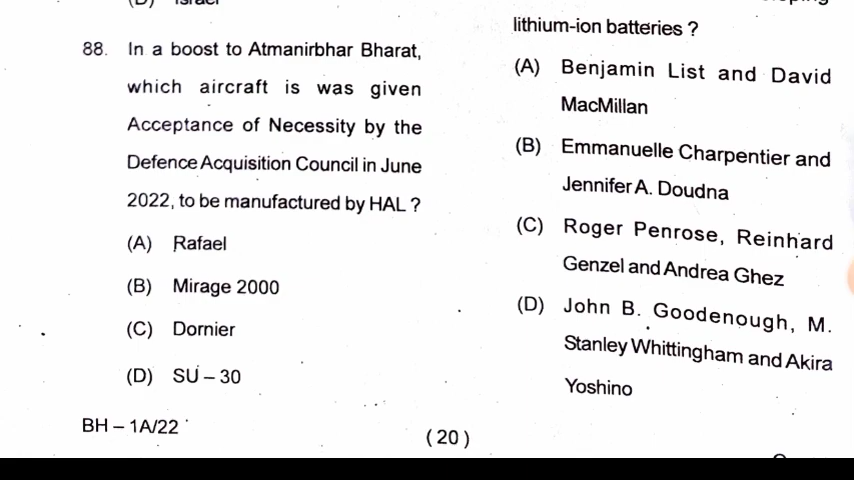 88. In a boost to Atmanirbhar Bharat,
which aircraft is was given
Acceptance of Necessity by the
Defence Acquisition Council in June
2022, to be manufactured by HAL ?
(A) Rafael
(B) Mirage 2000
(C) Dornier
(D) SU – 30
BH – 1A/22
(20)
lithium-ion batteries ?
(A) Benjamin List and David
MacMillan
(B) Emmanuelle Charpentier and
Jennifer A. Doudna
(C) Roger Penrose, Reinhard
Genzel and Andrea Ghez
(D) John B. Goodenough, M.
Stanley Whittingham and Akira
Yoshino